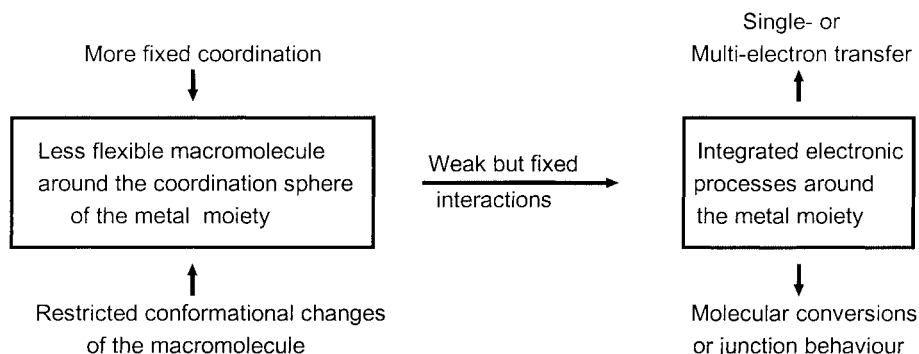 More fixed coordination
Less flexible macromolecule
around the coordination sphere
of the metal moiety
Restricted conformational changes
of the macromolecule
Weak but fixed
interactions
Single- or
Multi-electron transfer
Integrated electronic
processes around
the metal moiety
Molecular conversions
or junction behaviour